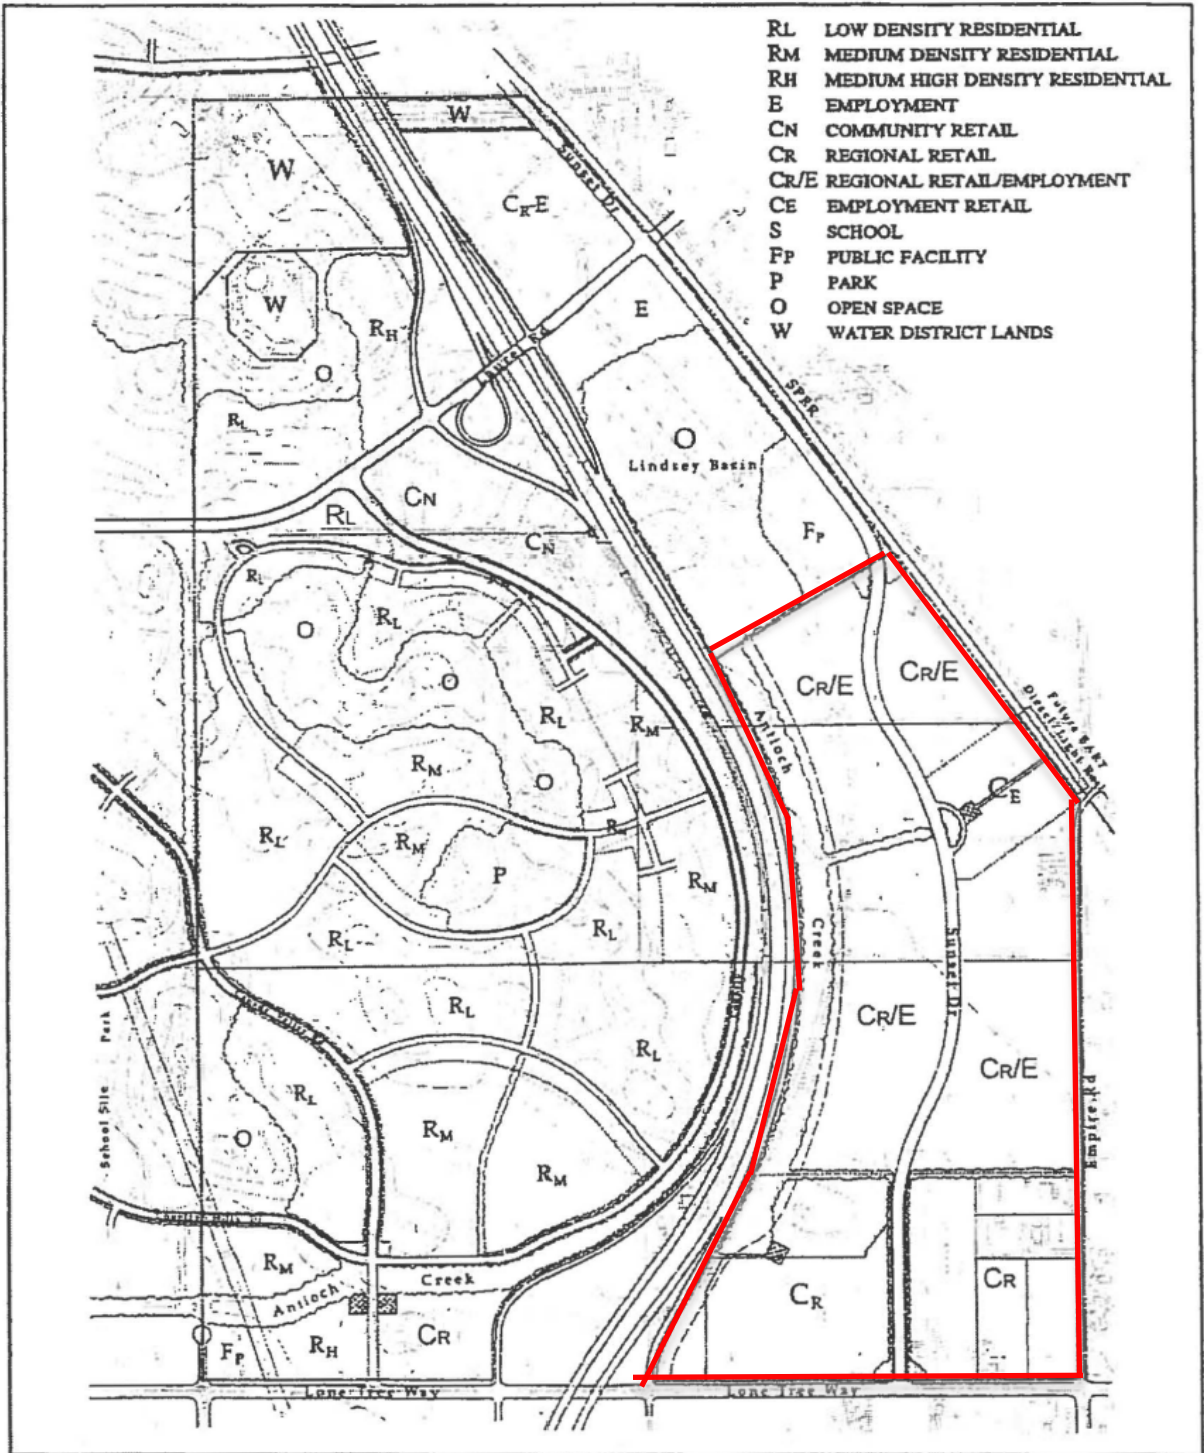 RL LOW DENSITY RESIDENTIAL
RM MEDIUM DENSITY RESIDENTIAL
RH MEDIUM HIGH DENSITY RESIDENTIAL
E EMPLOYMENT
CN COMMUNITY RETAIL
CR REGIONAL RETAIL
CR/E REGIONAL RETAIL/EMPLOYMENT
CE EMPLOYMENT RETAIL
S SCHOOL
FP PUBLIC FACILITY
P PARK
O OPEN SPACE
W WATER DISTRICT LANDS
W
Sunset Dr
W
CR-E
W
E
RH
O
SPRR
RL
O
Lindsey Basin
CN
RL
FP
CN
RL
RL
O
CR/E
CR/E
O
RL
RM
Antioch
Future BART
RM
O
CE
RL
RM
P
RM
RL
RL
Creek
Sunset Dr
RL
CR/E
RL
CR/E
RL
School Site Park
RM
O
RM
Empire Rd
RM
Creek
Antioch
CR
CR
O
FP
RH
CR
Lone Tree Way
Lone Tree Way